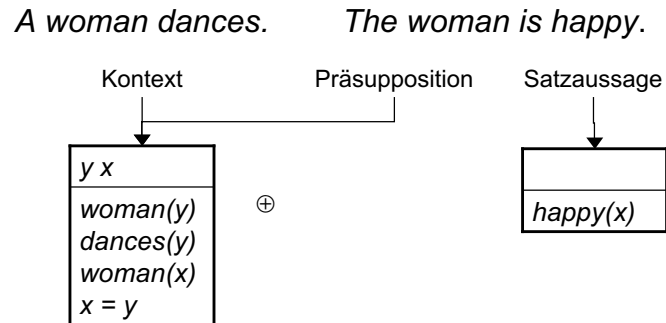 A woman dances. The woman is happy.
Kontext Präsupposition Satzaussage
y x
woman(y)
dances(y)
woman(x)
x = y
⊕
happy(x)